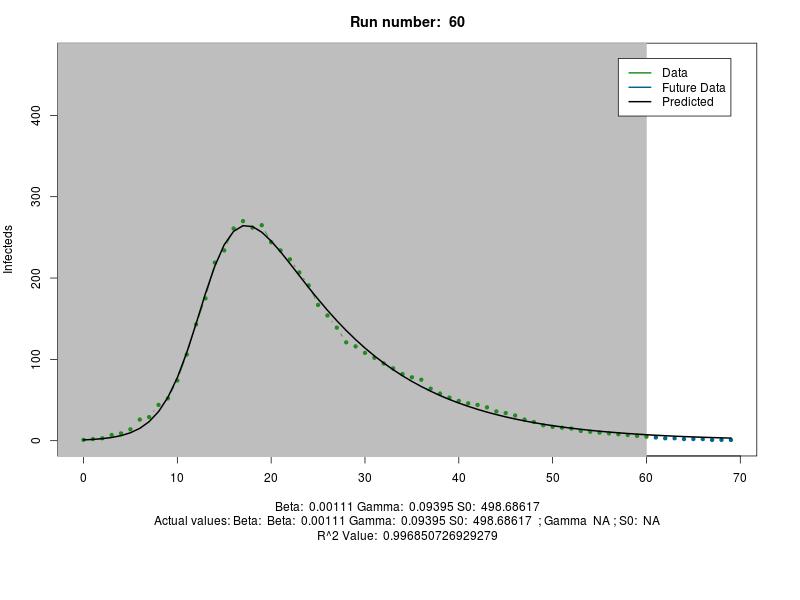 Run number: 60
Data
Future Data
Predicted
Infecteds
400
300
200
100
0
0 10 20 30 40 50 60 70
Beta: 0.00111 Gamma: 0.09395 S0: 498.68617
Actual values: Beta: Beta: 0.00111 Gamma: 0.09395 S0: 498.68617 ; Gamma NA ; S0: NA
R^2 Value: 0.996850726929279